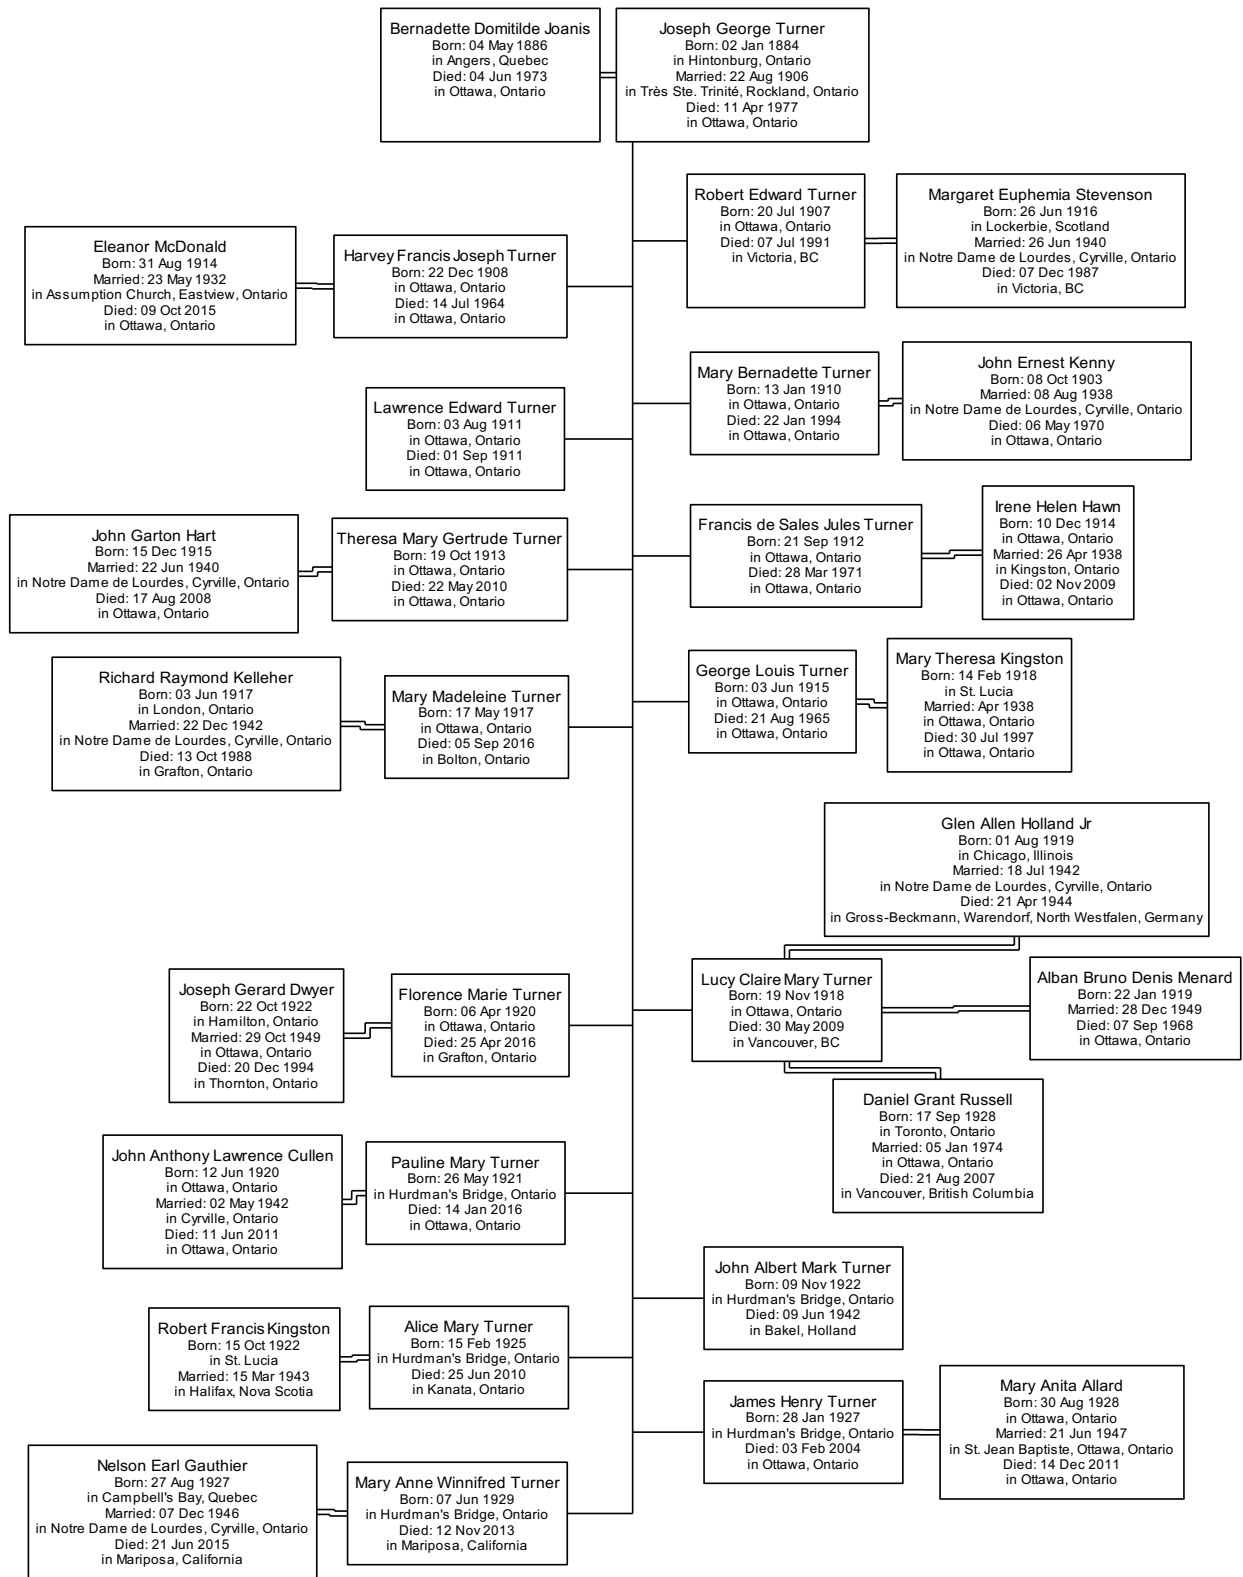 Bernadette Domitilde Joanis
Born: 04 May 1886
in Angers, Quebec
Died: 04 Jun 1973
in Ottawa, Ontario
Joseph George Turner
Born: 02 Jan 1884
in Hintonburg, Ontario
Married: 22 Aug 1906
in Très Ste. Trinité, Rockland, Ontario
Died: 11 Apr 1977
in Ottawa, Ontario
Robert Edward Turner
Born: 20 Jul 1907
in Ottawa, Ontario
Died: 07 Jul 1991
in Victoria, BC
Margaret Euphemia Stevenson
Born: 26 Jun 1916
in Lockerbie, Scotland
Married: 26 Jun 1940
in Notre Dame de Lourdes, Cyrville, Ontario
Died: 07 Dec 1987
in Victoria, BC
Eleanor McDonald
Born: 31 Aug 1914
Married: 23 May 1932
in Assumption Church, Eastview, Ontario
Died: 09 Oct 2015
in Ottawa, Ontario
Harvey Francis Joseph Turner
Born: 22 Dec 1908
in Ottawa, Ontario
Died: 14 Jul 1964
in Ottawa, Ontario
Mary Bernadette Turner
Born: 13 Jan 1910
in Ottawa, Ontario
Died: 22 Jan 1994
in Ottawa, Ontario
John Ernest Kenny
Born: 08 Oct 1903
Married: 08 Aug 1938
in Notre Dame de Lourdes, Cyrville, Ontario
Died: 06 May 1970
in Ottawa, Ontario
Lawrence Edward Turner
Born: 03 Aug 1911
in Ottawa, Ontario
Died: 01 Sep 1911
in Ottawa, Ontario
Francis de Sales Jules Turner
Born: 21 Sep 1912
in Ottawa, Ontario
Died: 28 Mar 1971
in Ottawa, Ontario
Irene Helen Hawn
Born: 10 Dec 1914
in Ottawa, Ontario
Married: 26 Apr 1938
in Kingston, Ontario
Died: 02 Nov 2009
in Ottawa, Ontario
John Garton Hart
Born: 15 Dec 1915
Married: 22 Jun 1940
in Notre Dame de Lourdes, Cyrville, Ontario
Died: 17 Aug 2008
in Ottawa, Ontario
Theresa Mary Gertrude Turner
Born: 19 Oct 1913
in Ottawa, Ontario
Died: 22 May 2010
in Ottawa, Ontario
George Louis Turner
Born: 03 Jun 1915
in Ottawa, Ontario
Died: 21 Aug 1965
in Ottawa, Ontario
Mary Theresa Kingston
Born: 14 Feb 1918
in St. Lucia
Married: Apr 1938
in Ottawa, Ontario
Died: 30 Jul 1997
in Ottawa, Ontario
Richard Raymond Kelleher
Born: 03 Jun 1917
in London, Ontario
Married: 22 Dec 1942
in Notre Dame de Lourdes, Cyrville, Ontario
Died: 13 Oct 1988
in Grafton, Ontario
Mary Madeleine Turner
Born: 17 May 1917
in Ottawa, Ontario
Died: 05 Sep 2016
in Bolton, Ontario
Glen Allen Holland Jr
Born: 01 Aug 1919
in Chicago, Illinois
Married: 18 Jul 1942
in Notre Dame de Lourdes, Cyrville, Ontario
Died: 21 Apr 1944
in Gross-Beckmann, Warendorf, North Westfalen, Germany
Lucy Claire Mary Turner
Born: 19 Nov 1918
in Ottawa, Ontario
Died: 30 May 2009
in Vancouver, BC
Alban Bruno Denis Menard
Born: 22 Jan 1919
Married: 28 Dec 1949
Died: 07 Sep 1968
in Ottawa, Ontario
Daniel Grant Russell
Born: 17 Sep 1928
in Toronto, Ontario
Married: 05 Jan 1974
in Ottawa, Ontario
Died: 21 Aug 2007
in Vancouver, British Columbia
Joseph Gerard Dwyer
Born: 22 Oct 1922
in Hamilton, Ontario
Married: 29 Oct 1949
in Ottawa, Ontario
Died: 20 Dec 1994
in Thornton, Ontario
Florence Marie Turner
Born: 06 Apr 1920
in Ottawa, Ontario
Died: 25 Apr 2016
in Grafton, Ontario
John Anthony Lawrence Cullen
Born: 12 Jun 1920
in Ottawa, Ontario
Married: 02 May 1942
in Cyrville, Ontario
Died: 11 Jun 2011
in Ottawa, Ontario
Pauline Mary Turner
Born: 26 May 1921
in Hurdman's Bridge, Ontario
Died: 14 Jan 2016
in Ottawa, Ontario
John Albert Mark Turner
Born: 09 Nov 1922
in Hurdman's Bridge, Ontario
Died: 09 Jun 1942
in Bakel, Holland
Robert Francis Kingston
Born: 15 Oct 1922
in St. Lucia
Married: 15 Mar 1943
in Halifax, Nova Scotia
Alice Mary Turner
Born: 15 Feb 1925
in Hurdman's Bridge, Ontario
Died: 25 Jun 2010
in Kanata, Ontario
James Henry Turner
Born: 28 Jan 1927
in Hurdman's Bridge, Ontario
Died: 03 Feb 2004
in Ottawa, Ontario
Mary Anita Allard
Born: 30 Aug 1928
in Ottawa, Ontario
Married: 21 Jun 1947
in St. Jean Baptiste, Ottawa, Ontario
Died: 14 Dec 2011
in Ottawa, Ontario
Nelson Earl Gauthier
Born: 27 Aug 1927
in Campbell's Bay, Quebec
Married: 07 Dec 1946
in Notre Dame de Lourdes, Cyrville, Ontario
Died: 21 Jun 2015
in Mariposa, California
Mary Anne Winnifred Turner
Born: 07 Jun 1929
in Hurdman's Bridge, Ontario
Died: 12 Nov 2013
in Mariposa, California